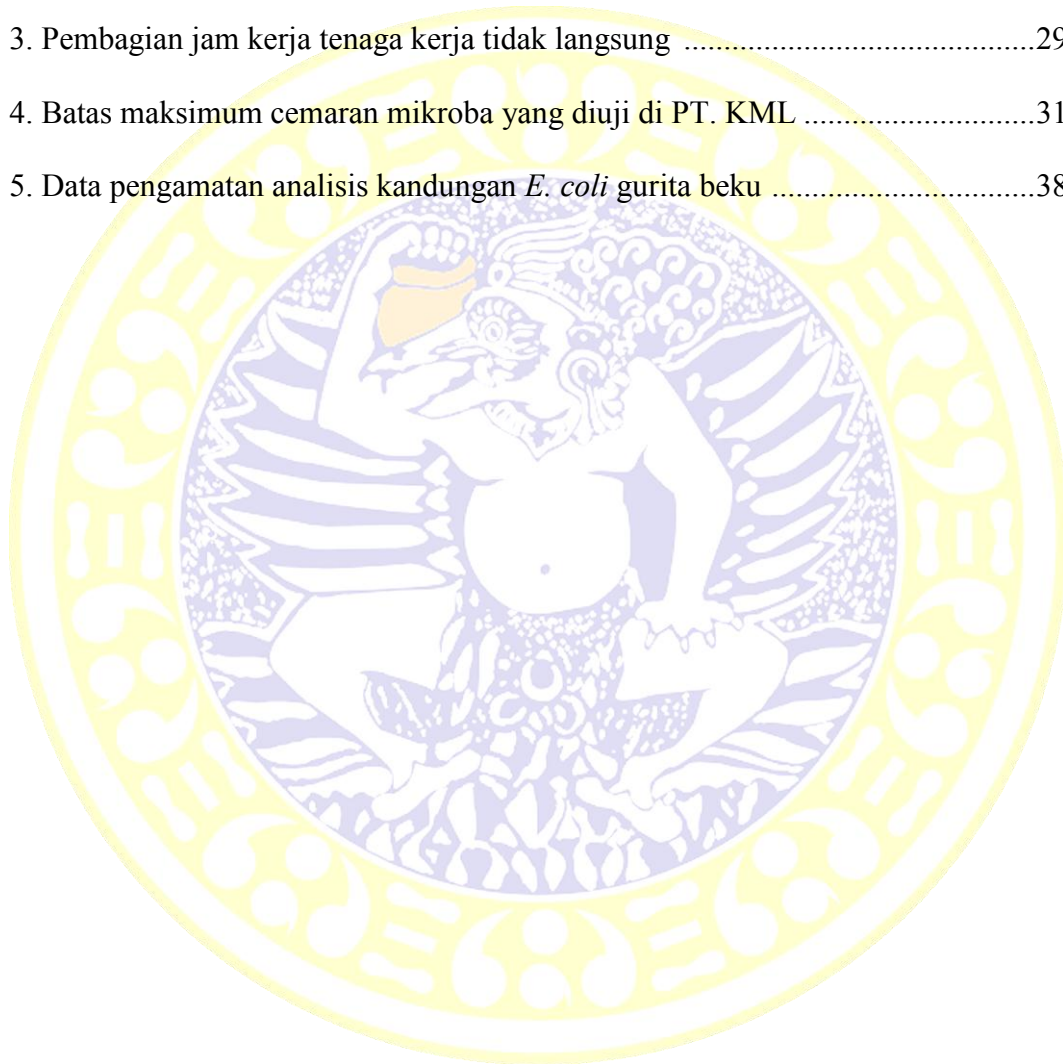 3. Pembagian jam kerja tenaga kerja tidak langsung ....................................29
4. Batas maksimum cemaran mikroba yang diuji di PT. KML ........................31
5. Data pengamatan analisis kandungan E. coli gurita beku ...........................38